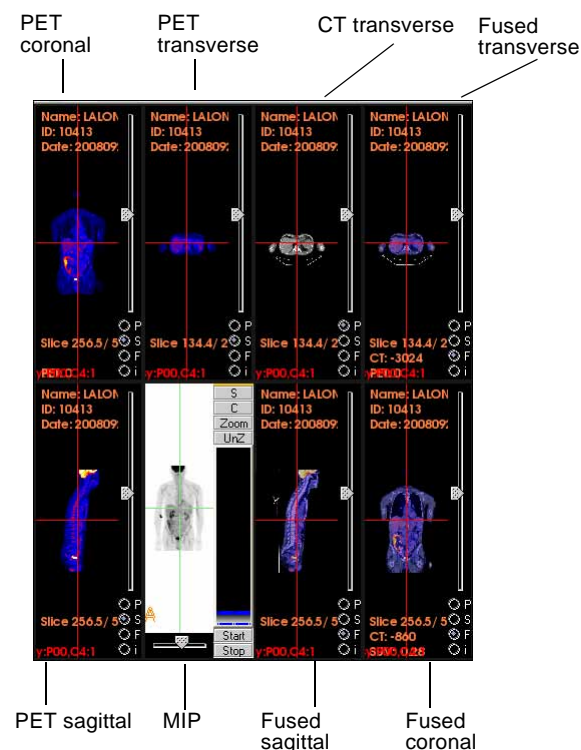 PET coronal
PET transverse
CT transverse
Fused transverse
Name: LALON
ID: 10413
Date: 200809
Slice 256.5/ 5
P
S
F
i
y:P00,C4:1
Name: LALON
ID: 10413
Date: 200809
Slice 134.4/ 2
P
S
F
i
Name: LALON
ID: 10413
Date: 200809
Slice 134.4/ 2
P
S
F
i
Name: LALON
ID: 10413
Date: 200809
Slice 134.4/ 2
CT: -3024
P
S
F
i
y:P00,C4:1
Name: LALON
ID: 10413
Date: 200809
Slice 256.5/ 5
P
S
F
i
y:P00,C4:1
S
C
Zoom
UnZ
A
Start
Stop
Name: LALON
ID: 10413
Date: 200809
Slice 256.5/ 5
P
S
F
i
y:P00,C4:1
Name: LALON
ID: 10413
Date: 200809
Slice 256.5/ 5
CT: -860
P
S
F
i
PET sagittal
MIP
Fused sagittal
Fused coronal